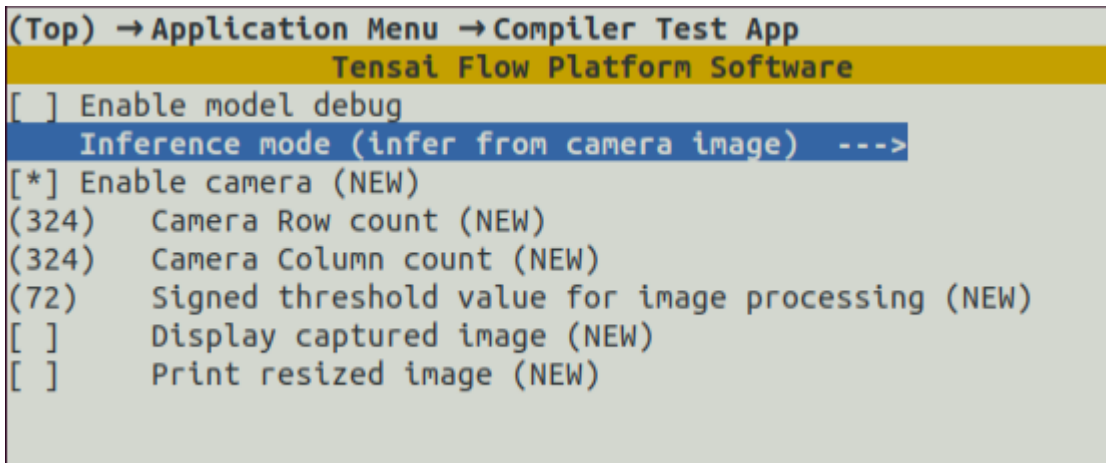 (Top) → Application Menu → Compiler Test App
Tensai Flow Platform Software
[ ] Enable model debug
Inference mode (infer from camera image) --->
[*] Enable camera (NEW)
(324) Camera Row count (NEW)
(324) Camera Column count (NEW)
(72) Signed threshold value for image processing (NEW)
[ ] Display captured image (NEW)
[ ] Print resized image (NEW)